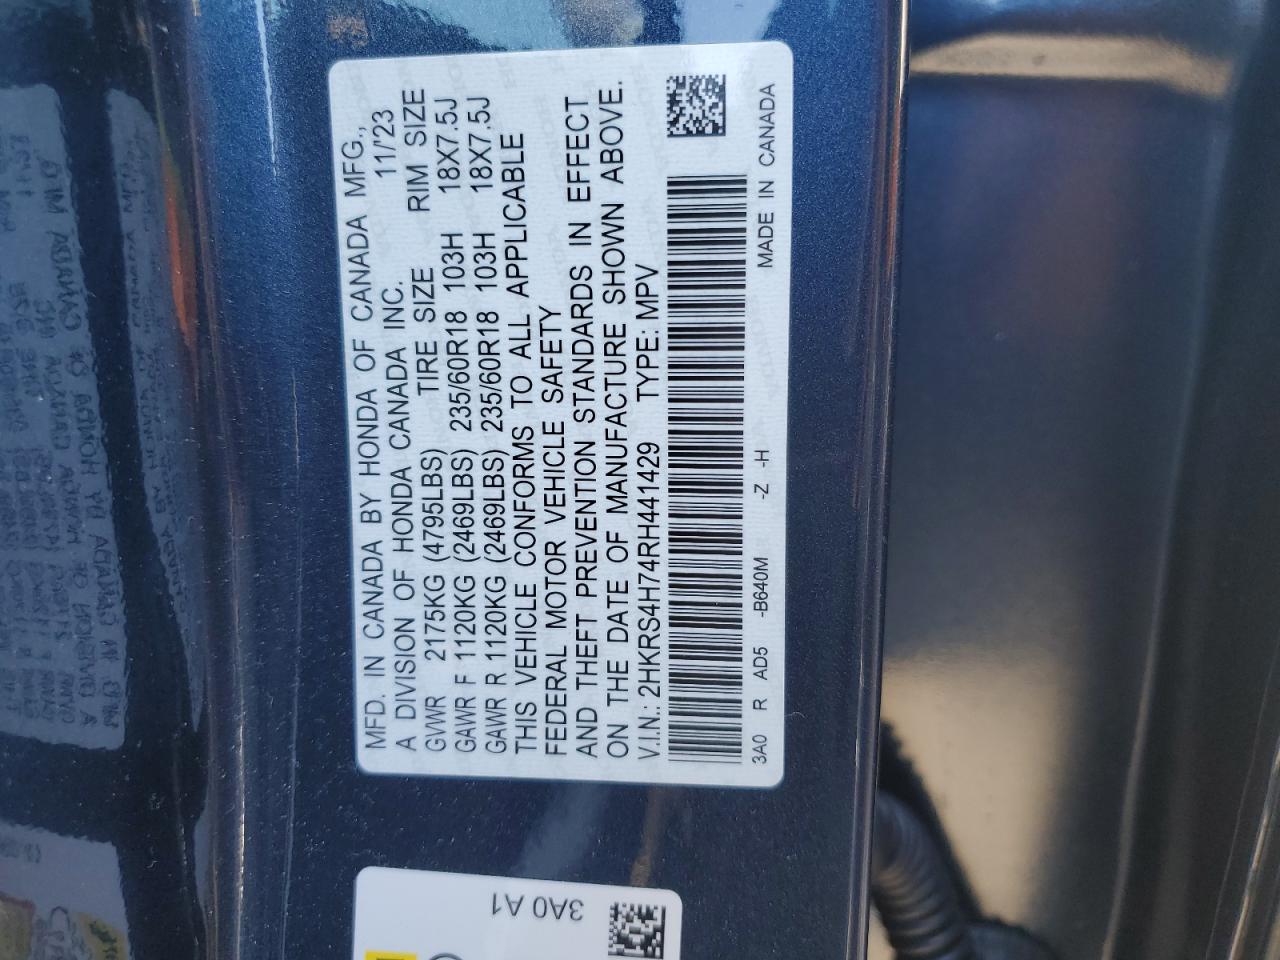 MFD. IN CANADA BY HONDA OF CANADA MFG.,
A DIVISION OF HONDA CANADA INC. 11/'23
GVWR 2175KG (4795LBS) TIRE SIZE RIM SIZE
GAWR F 1120KG (2469LBS) 235/60R18 103H 18X7.5J
GAWR R 1120KG (2469LBS) 235/60R18 103H 18X7.5J
THIS VEHICLE CONFORMS TO ALL APPLICABLE
FEDERAL MOTOR VEHICLE SAFETY
AND THEFT PREVENTION STANDARDS IN EFFECT
ON THE DATE OF MANUFACTURE SHOWN ABOVE.
V.I.N.: 2HKRS4H74RH441429 TYPE: MPV
3A0 R AD5 -B640M -Z -H MADE IN CANADA
3A0 A1